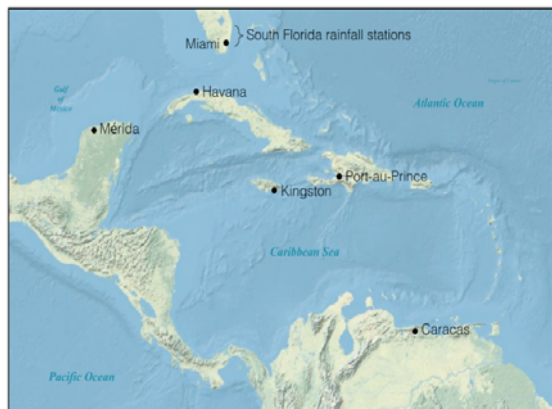 South Florida rainfall stations
Miami
Havana
Gulf
of
Mexico
Atlantic Ocean
Mérida
Port-au-Prince
Kingston
Caribbean Sea
Caracas
Pacific Ocean